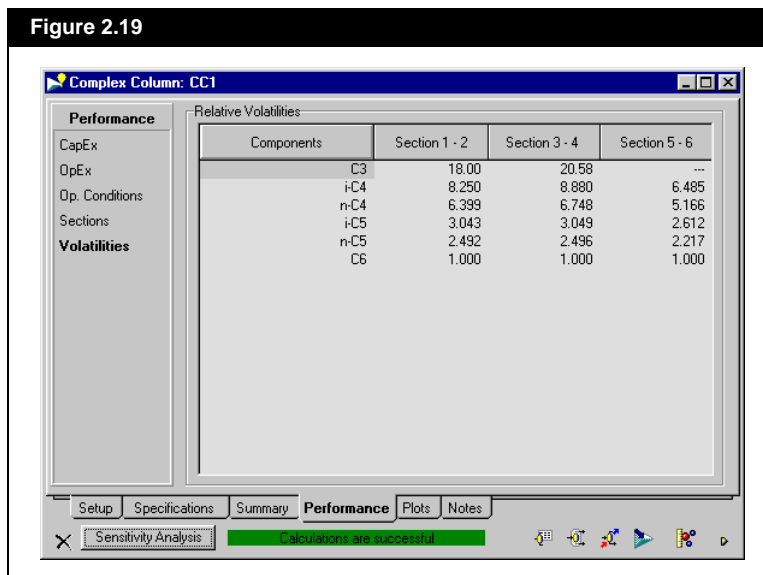 Figure 2.19
Complex Column: CC1
Performance
CapEx
OpEx
Op. Conditions
Sections
Volatilities
Relative Volatilities
Components Section 1 - 2 Section 3 - 4 Section 5 - 6
C3 18.00 20.58 ---
i-C4 8.250 8.880 6.485
n-C4 6.399 6.748 5.166
i-C5 3.043 3.049 2.612
n-C5 2.492 2.496 2.217
C6 1.000 1.000 1.000
Setup Specifications Summary Performance Plots Notes
Sensitivity Analysis Calculations are successful